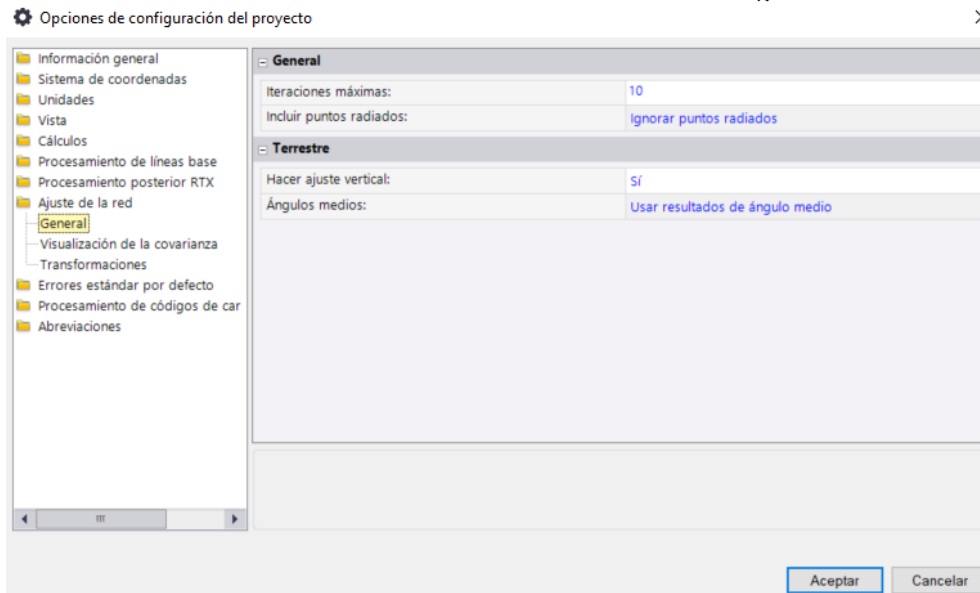 Opciones de configuración del proyecto
Información general
Sistema de coordenadas
Unidades
Vista
Cálculos
Procesamiento de líneas base
Procesamiento posterior RTX
Ajuste de la red
General
Visualización de la covarianza
Transformaciones
Errores estándar por defecto
Procesamiento de códigos de car
Abreviaciones
General
Iteraciones máximas: 10
Incluir puntos radiados: Ignorar puntos radiados
Terrestre
Hacer ajuste vertical: Sí
Ángulos medios: Usar resultados de ángulo medio
Aceptar Cancelar